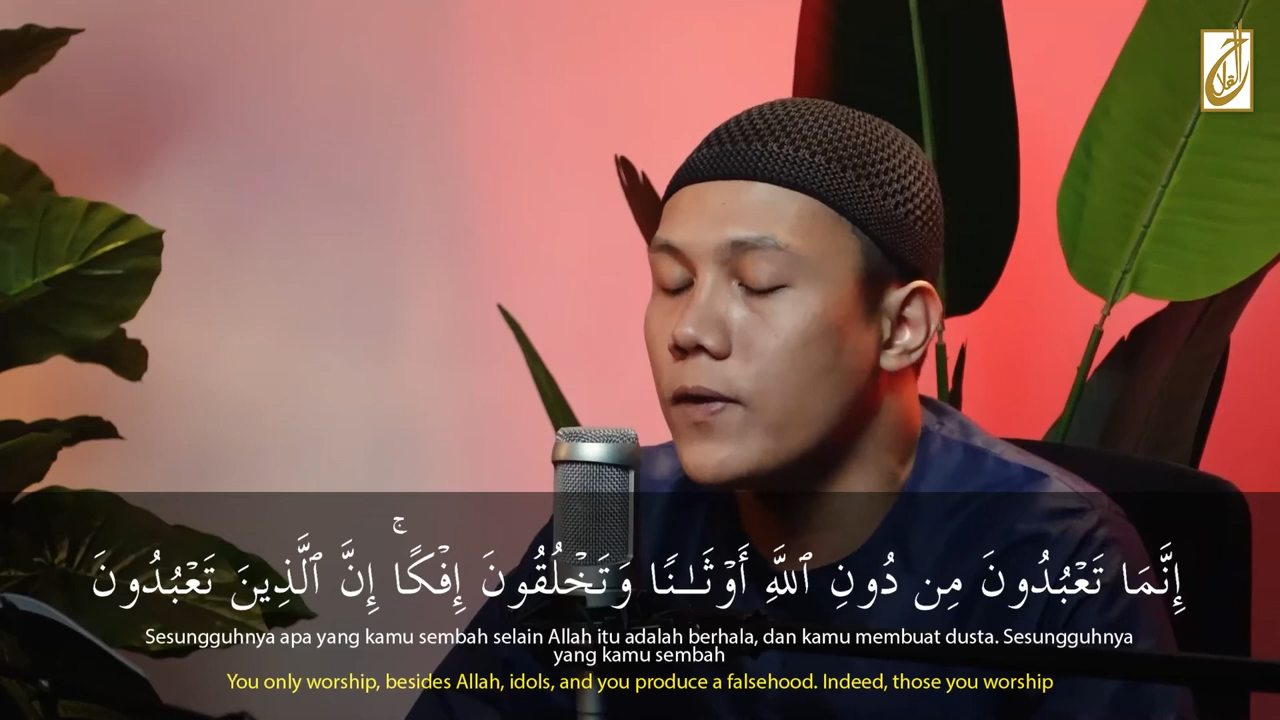 إِنَّمَا تَعْبُدُونَ مِن دُونِ ٱللَّهِ أَوْثَـٰنًا وَتَخْلُقُونَ إِفْكًا ۚ إِنَّ ٱلَّذِينَ تَعْبُدُونَ
Sesungguhnya apa yang kamu sembah selain Allah itu adalah berhala, dan kamu membuat dusta. Sesungguhnya
yang kamu sembah
You only worship, besides Allah, idols, and you produce a falsehood. Indeed, those you worship